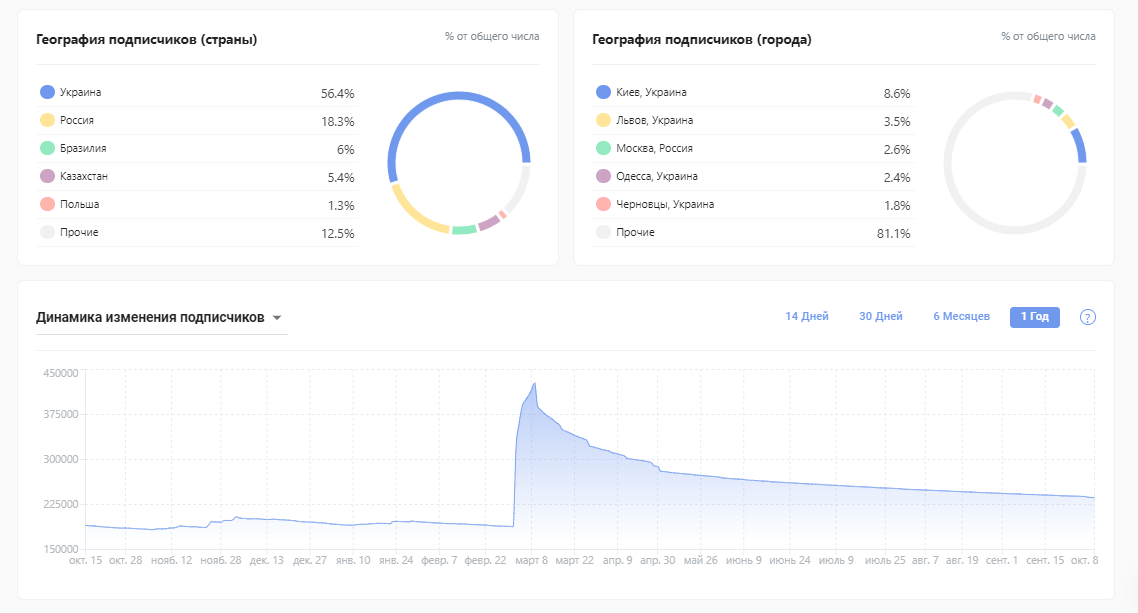 География подписчиков (страны)
% от общего числа
Украина 56.4%
Россия 18.3%
Бразилия 6%
Казахстан 5.4%
Польша 1.3%
Прочие 12.5%
География подписчиков (города)
% от общего числа
Киев, Украина 8.6%
Львов, Украина 3.5%
Москва, Россия 2.6%
Одесса, Украина 2.4%
Черновцы, Украина 1.8%
Прочие 81.1%
Динамика изменения подписчиков
14 Дней 30 Дней 6 Месяцев 1 Год ?
450000
375000
300000
225000
150000
окт. 15 окт. 28 нояб. 12 нояб. 28 дек. 13 дек. 27 янв. 10 янв. 24 февр. 7 февр. 22 март 8 март 22 апр. 9 апр. 30 май 26 июнь 9 июнь 24 июль 9 июль 25 авг. 7 авг. 19 сент. 1 сент. 15 окт. 8